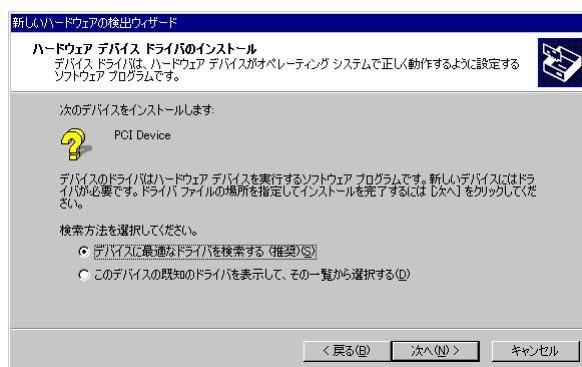 新しいハードウェアの検出ウィザード
ハードウェア デバイス ドライバのインストール
デバイス ドライバは、ハードウェア デバイスがオペレーティング システムで正しく動作するように設定する
ソフトウェア プログラムです。
次のデバイスをインストールします:
PCI Device
デバイスのドライバはハードウェア デバイスを実行するソフトウェア プログラムです。新しいデバイスにはドラ
イバが必要です。ドライバ ファイルの場所を指定してインストールを完了するには [次へ] をクリックしてくだ
さい。
検索方法を選択してください。
デバイスに最適なドライバを検索する (推奨)(S)
このデバイスの既知のドライバを表示して、その一覧から選択する(D)
< 戻る(B)
次へ(N) >
キャンセル